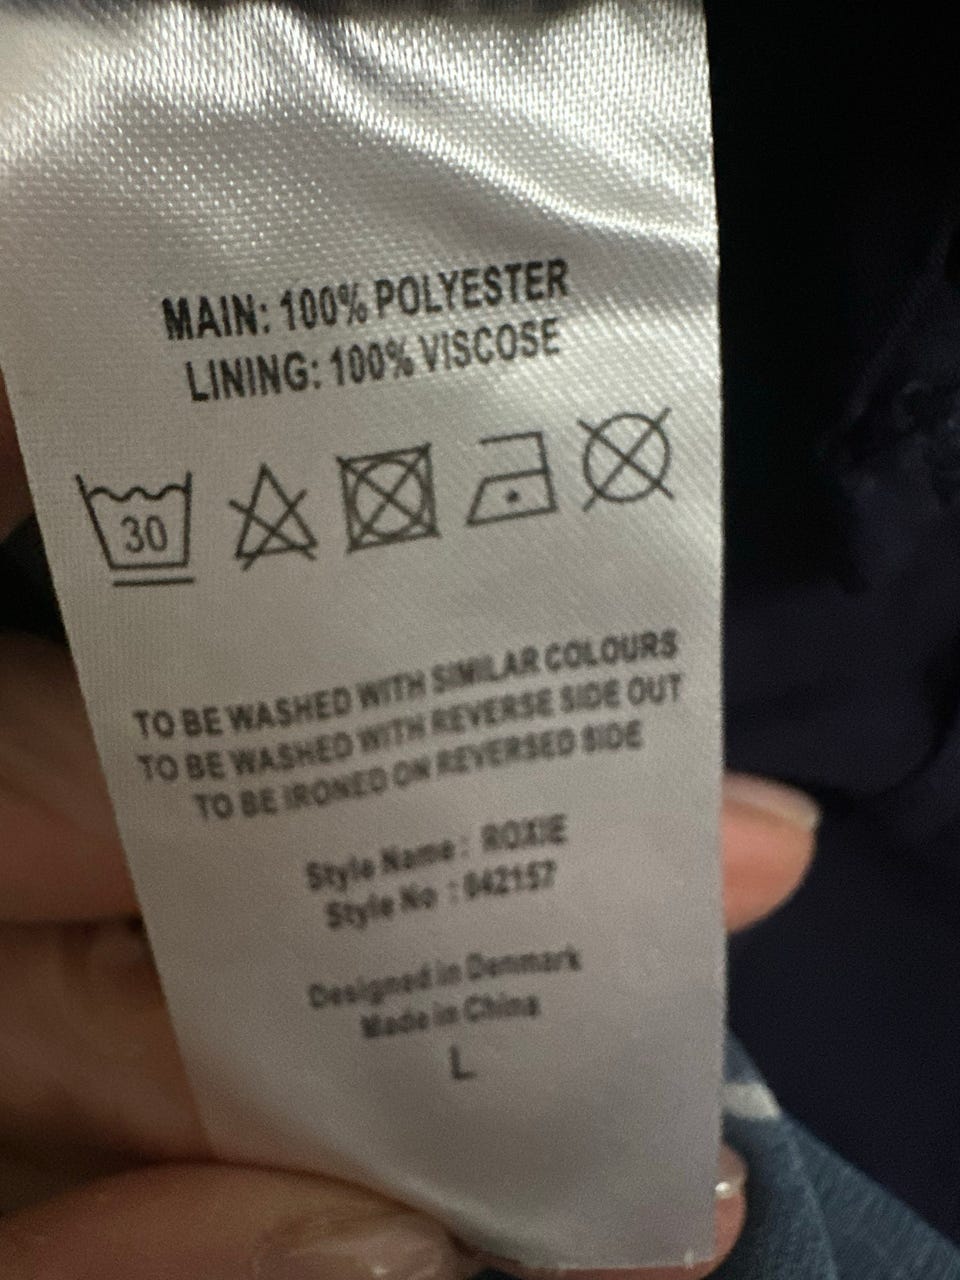 MAIN: 100% POLYESTER
LINING: 100% VISCOSE
30
TO BE WASHED WITH SIMILAR COLOURS
TO BE WASHED WITH REVERSE SIDE OUT
TO BE IRONED ON REVERSED SIDE
Style Name : ROXIE
Style No : 042157
Designed in Denmark
Made in China
L